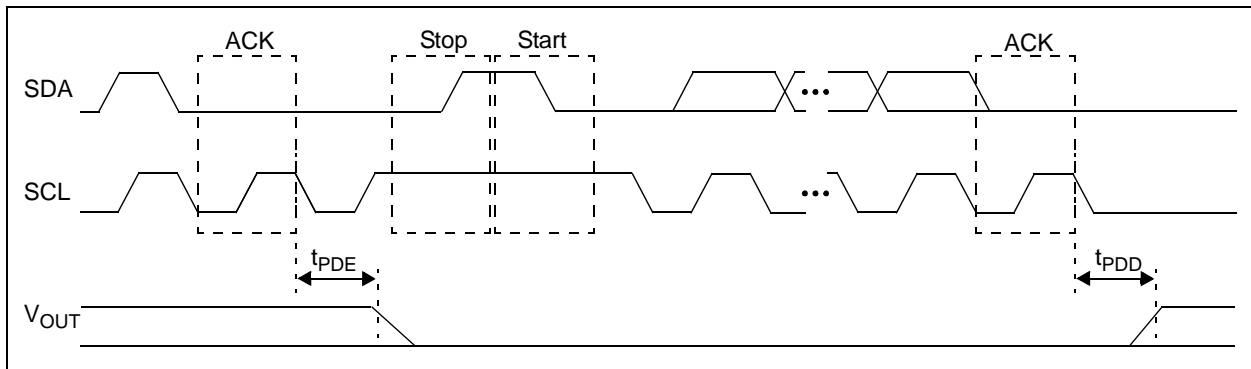 ACK Stop Start ACK
SDA
SCL
tPDE tPDD
VOUT